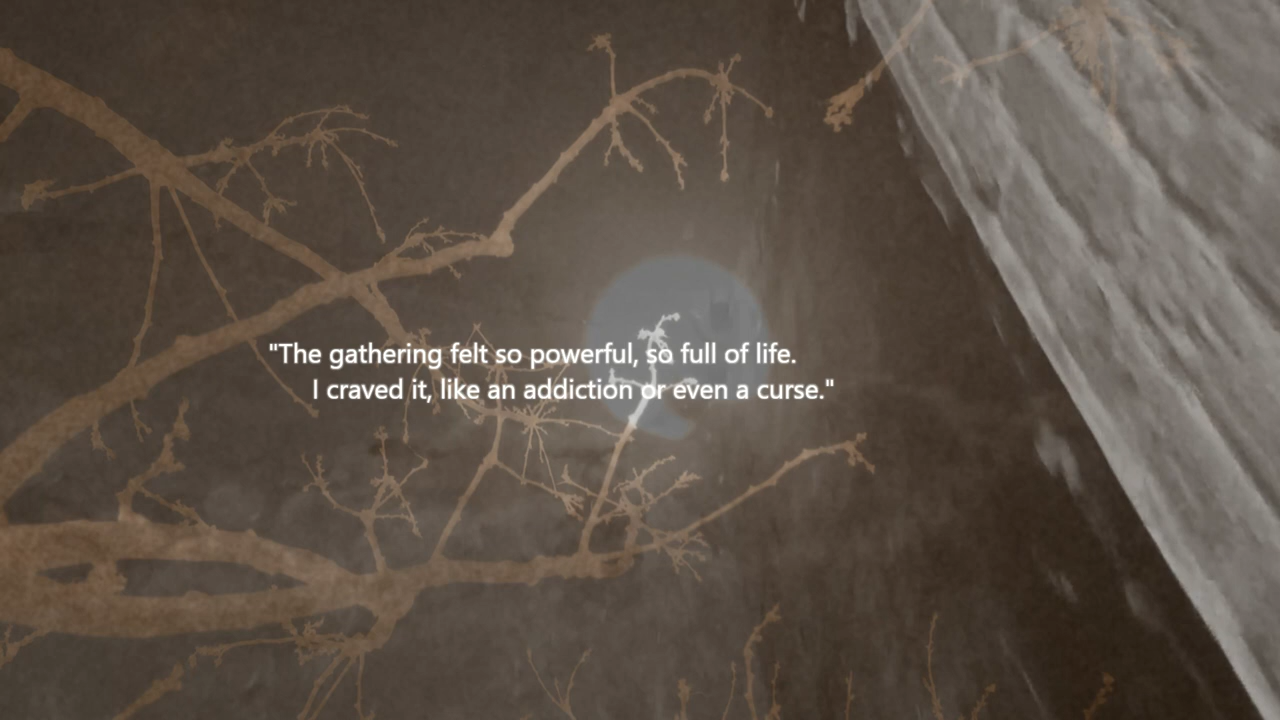 "The gathering felt so powerful, so full of life.
I craved it, like an addiction or even a curse."